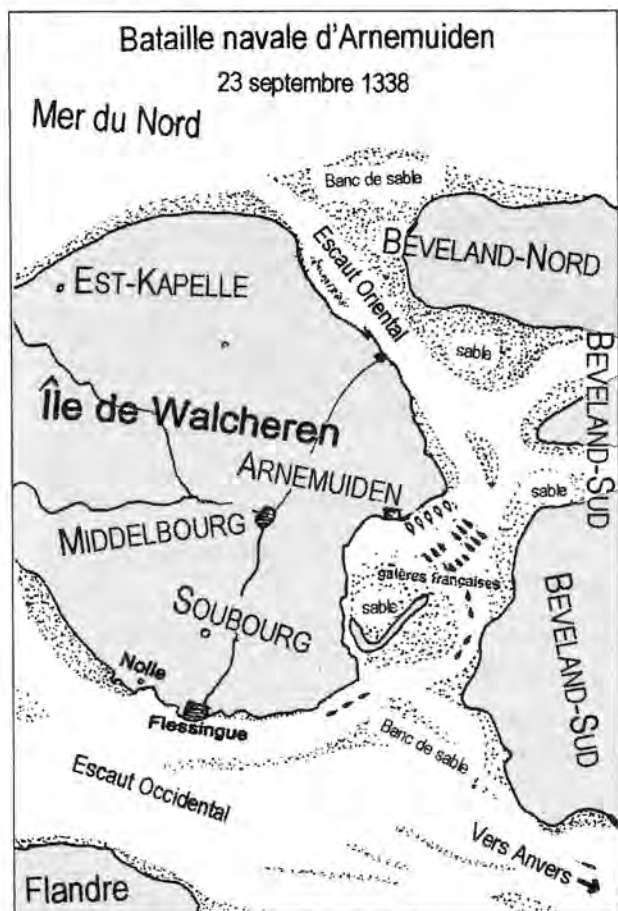 Bataille navale d'Arnemuiden
23 septembre 1338
Mer du Nord
Banc de sable
Escaut Oriental
BEVELAND-NORD
EST-KAPELLE
sable
BEVELAND-SUD
Île de Walcheren
ARNEMUIDEN
sable
MIDDELBOURG
galères françaises
sable
SOUBOURG
BEVELAND-SUD
Nolle
Flessingue
Banc de sable
Escaut Occidental
Vers Anvers
Flandre